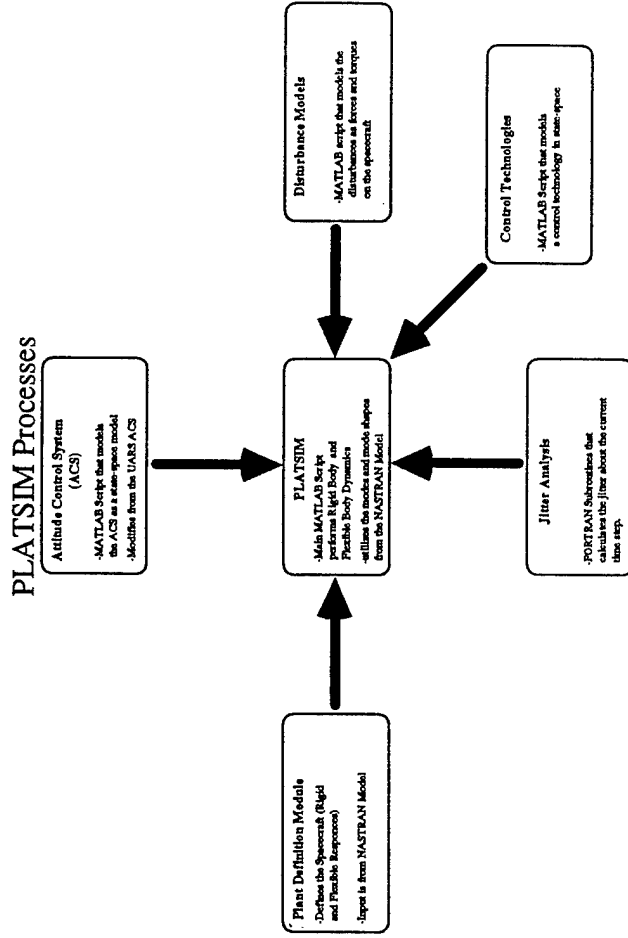 PLATSIM Processes
Attitude Control System
(ACS)
-MATLAB Script that models
the ACS as a state-space model
-Modifies from the UARS ACS
Plant Definition Module
-Defines the Spacecraft (Rigid
and Flexible Responces)
-Input is from NASTRAN Model
PLATSIM
-Main MATLAB Script
performs Rigid Body and
Flexible Body Dynamics
-utilizes the modes and mode shapes
from the NASTRAN Model
Disturbance Models
-MATLAB script that models the
disturbances as forces and torques
on the spacecraft
Jitter Analysis
-FORTRAN Subroutines that
calculates the jitter about the current
time step.
Control Technologies
-MATLAB Script that models
a control technology in state-space